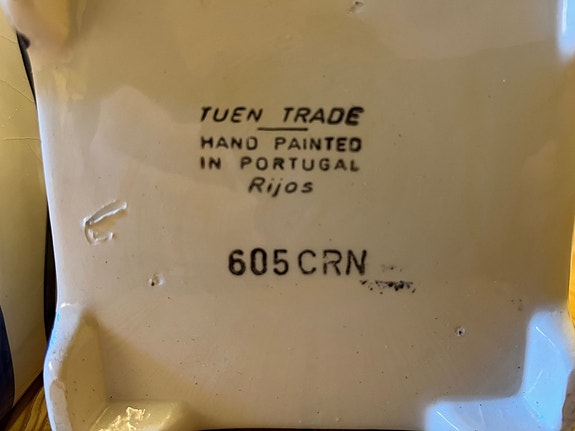 TUEN TRADE
HAND PAINTED
IN PORTUGAL
Rijos
605CRN